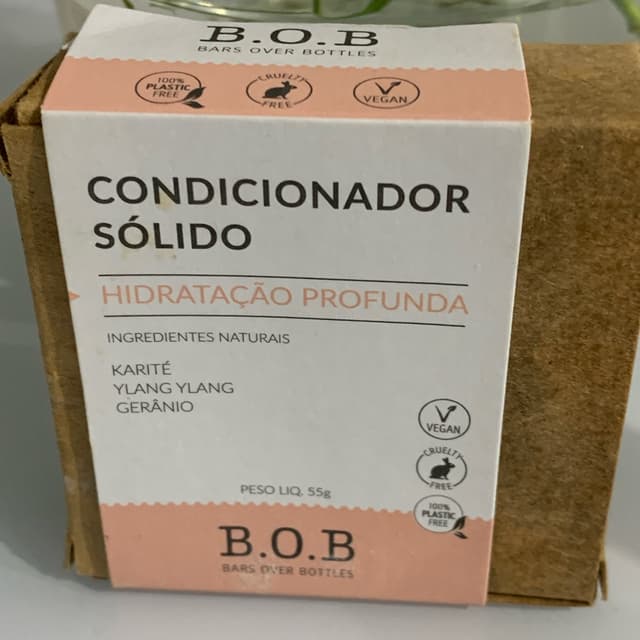 B.O.B
BARS OVER BOTTLES
100%
PLASTIC
FREE
CRUELTY
FREE
VEGAN
CONDICIONADOR
SÓLIDO
HIDRATAÇÃO PROFUNDA
INGREDIENTES NATURAIS
KARITÉ
YLANG YLANG
GERÂNIO
VEGAN
CRUELTY
FREE
100%
PLASTIC
FREE
PESO LIQ. 55g
B.O.B
BARS OVER BOTTLES